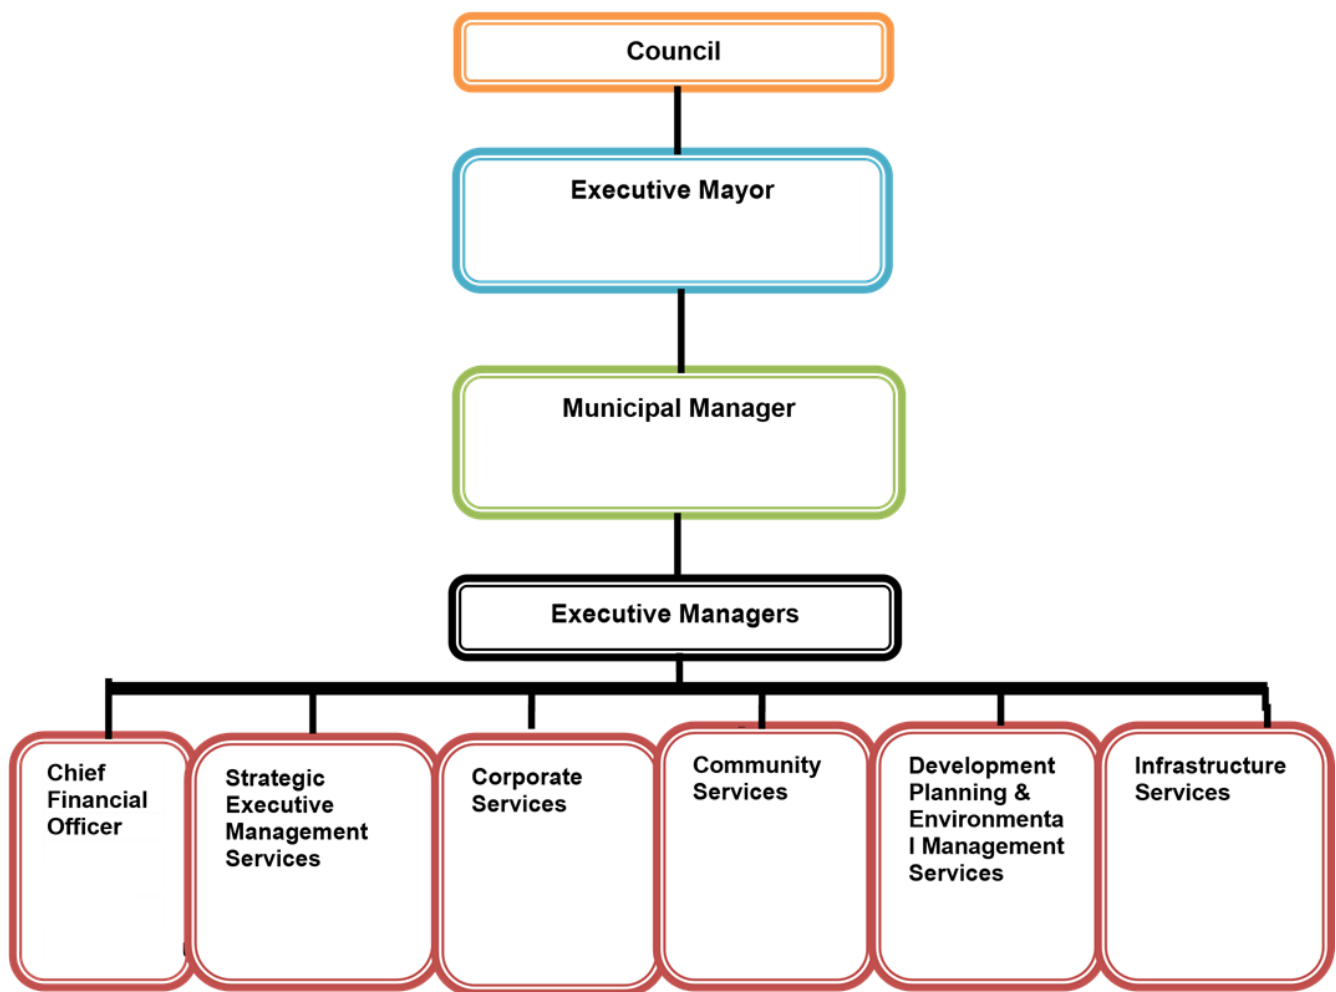 Council
Executive Mayor
Municipal Manager
Executive Managers
Chief
Financial
Officer
Strategic
Executive
Management
Services
Corporate
Services
Community
Services
Development
Planning &
Environmenta
l Management
Services
Infrastructure
Services